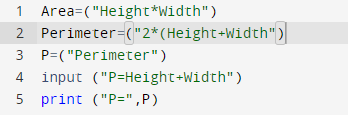 1 Area=("Height*Width")
2 Perimeter=("2*(Height+Width")
3 P=("Perimeter")
4 input ("P=Height+Width")
5 print ("P=",P)